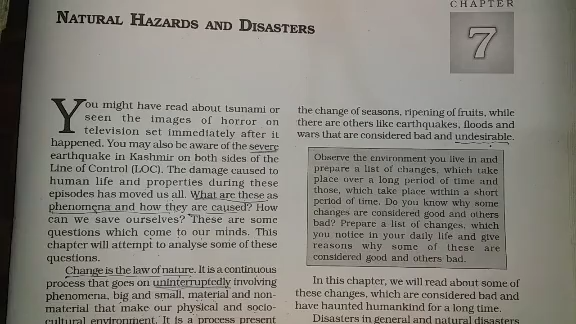 CHAPTER
7
NATURAL HAZARDS AND DISASTERS
You might have read about tsunami or
seen the images of horror on
television set immediately after it
happened. You may also be aware of the severe
earthquake in Kashmir on both sides of the
Line of Control (LOC). The damage caused to
human life and properties during these
episodes has moved us all. What are these as
phenomena and how they are caused? How
can we save ourselves? These are some
questions which come to our minds. This
chapter will attempt to analyse some of these
questions.
Change is the law of nature. It is a continuous
process that goes on uninterruptedly involving
phenomena, big and small, material and non-
material that make our physical and socio-
cultural environment. It is a process present
the change of seasons, ripening of fruits, while
there are others like earthquakes, floods and
wars that are considered bad and undesirable.
Observe the environment you live in and
prepare a list of changes, which take
place over a long period of time and
those, which take place within a short
period of time. Do you know why some
changes are considered good and others
bad? Prepare a list of changes, which
you notice in your daily life and give
reasons why some of these are
considered good and others bad.
In this chapter, we will read about some of
these changes, which are considered bad and
have haunted humankind for a long time.
Disasters in general and natural disasters